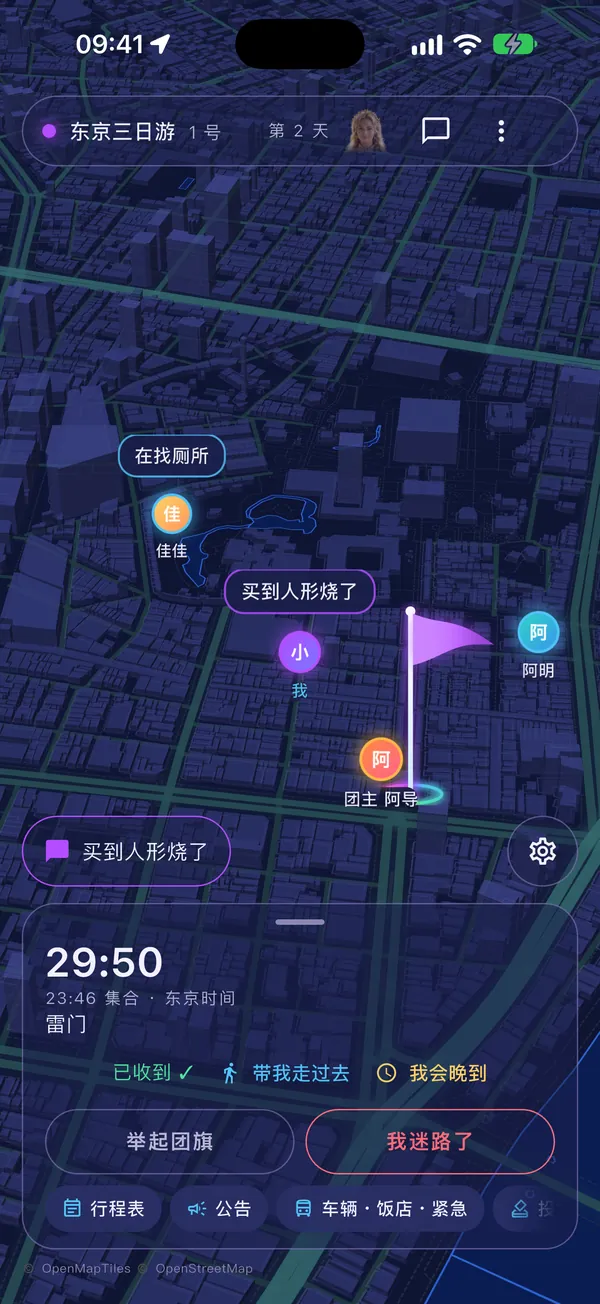 09:41
东京三日游 1 号 第 2 天
在找厕所
佳
佳佳
买到人形烧了
小
我
阿
阿明
阿
团主 阿导
买到人形烧了
29:50
23:46 集合 · 东京时间
雷门
已收到 ✓ 带我走过去 我会晚到
举起团旗 我迷路了
行程表 公告 车辆·饭店·紧急 投
© OpenMapTiles © OpenStreetMap